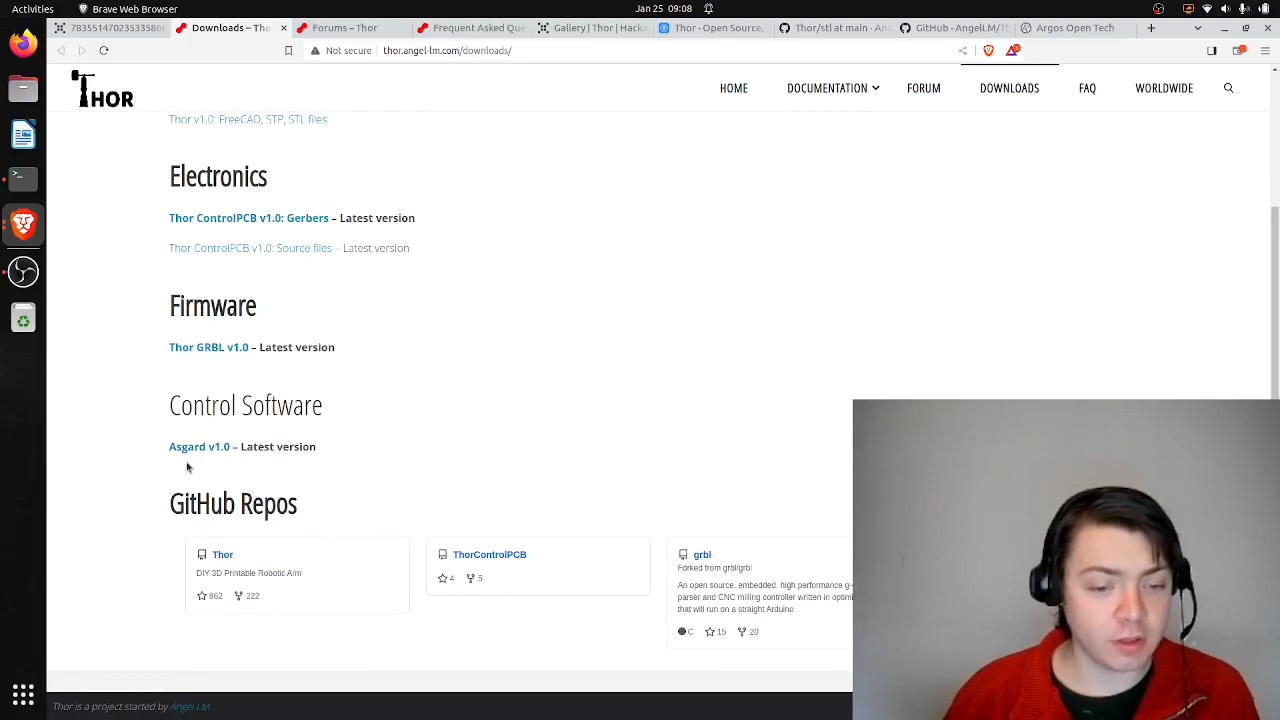 Activities
Brave Web Browser
Jan 25 09:08
Downloads – Tho
Forums – Thor
Frequent Asked Que
Gallery | Thor | Hacka
Thor - Open Source,
Thor/stl at main · Ang
GitHub - AngelLM/Th
Argos Open Tech
Not secure
thor.angel-lm.com/downloads/
THOR
HOME
DOCUMENTATION
FORUM
DOWNLOADS
FAQ
WORLDWIDE
Thor v1.0: FreeCAD, STP, STL files
Electronics
Thor ControlPCB v1.0: Gerbers – Latest version
Thor ControlPCB v1.0: Source files – Latest version
Firmware
Thor GRBL v1.0 – Latest version
Control Software
Asgard v1.0 – Latest version
GitHub Repos
Thor
DIY 3D Printable Robotic Arm
862 222
ThorControlPCB
4 5
grbl
Forked from grbl/grbl
An open source, embedded, high performance g-
parser and CNC milling controller written in optimi
that will run on a straight Arduino
C 15 20
Thor is a project started by Ángel LM